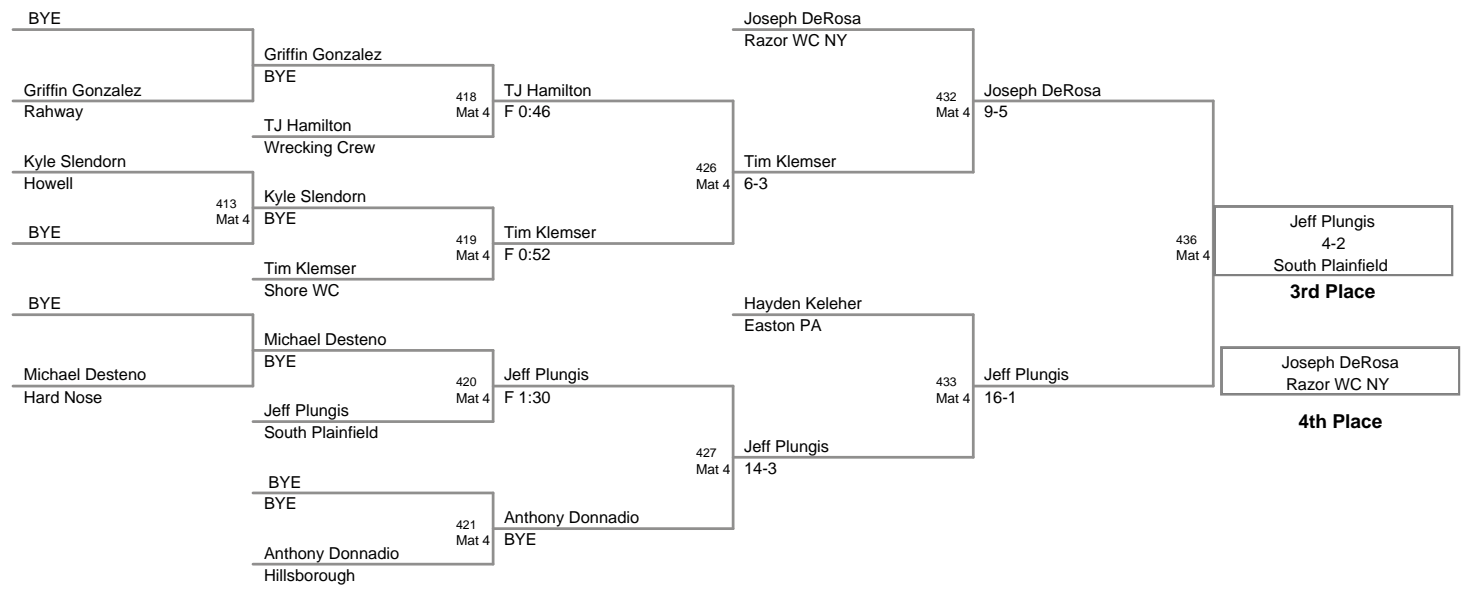 BYE
Griffin Gonzalez
Rahway
Kyle Slendorn
Howell
BYE
413
Mat 4
BYE
Michael Desteno
Hard Nose
Griffin Gonzalez
BYE
TJ Hamilton
Wrecking Crew
418
Mat 4
Kyle Slendorn
BYE
Tim Klemser
Shore WC
419
Mat 4
Michael Desteno
BYE
Jeff Plungis
South Plainfield
420
Mat 4
BYE
BYE
Anthony Donnadio
Hillsborough
421
Mat 4
TJ Hamilton
F 0:46
Tim Klemser
F 0:52
426
Mat 4
Jeff Plungis
F 1:30
Anthony Donnadio
BYE
427
Mat 4
Joseph DeRosa
Razor WC NY
Tim Klemser
6-3
432
Mat 4
Hayden Keleher
Easton PA
Jeff Plungis
14-3
433
Mat 4
Joseph DeRosa
9-5
Jeff Plungis
16-1
436
Mat 4
Jeff Plungis
4-2
South Plainfield
3rd Place
Joseph DeRosa
Razor WC NY
4th Place